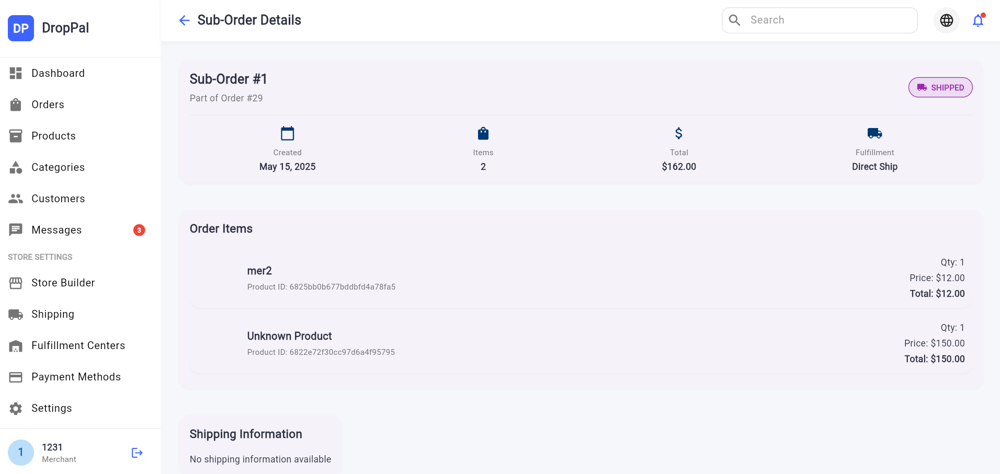 DP
DropPal
Dashboard
Orders
Products
Categories
Customers
Messages
3
STORE SETTINGS
Store Builder
Shipping
Fulfillment Centers
Payment Methods
Settings
1
1231
Merchant
Sub-Order Details
Search
Sub-Order #1
Part of Order #29
SHIPPED
Created
May 15, 2025
Items
2
Total
$162.00
Fulfillment
Direct Ship
Order Items
mer2
Product ID: 6825bb0b677bddbfd4a78fa5
Qty: 1
Price: $12.00
Total: $12.00
Unknown Product
Product ID: 6822e72f30cc97d6a4f95795
Qty: 1
Price: $150.00
Total: $150.00
Shipping Information
No shipping information available